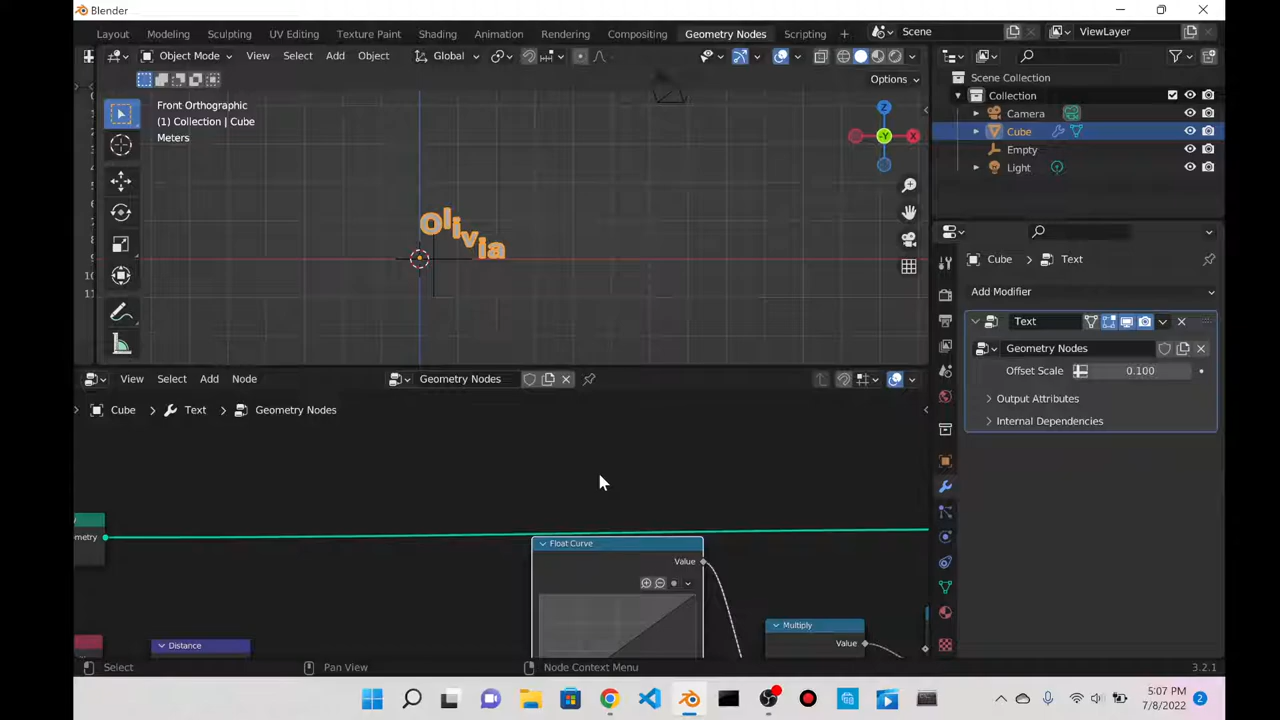 Blender
Layout Modeling Sculpting UV Editing Texture Paint Shading Animation Rendering Compositing Geometry Nodes Scripting + Scene ViewLayer
Object Mode View Select Add Object Global
Options
Front Orthographic
(1) Collection | Cube
Meters
Z
-Y
X
Olivia
Scene Collection
Collection
Camera
Cube
Empty
Light
Cube Text
Add Modifier
Text
Geometry Nodes
Offset Scale 0.100
Output Attributes
Internal Dependencies
View Select Add Node Geometry Nodes
Cube Text Geometry Nodes
ometry
Float Curve
Value
Distance
Multiply
Value
Select Pan View Node Context Menu 3.2.1
5:07 PM
7/8/2022
2